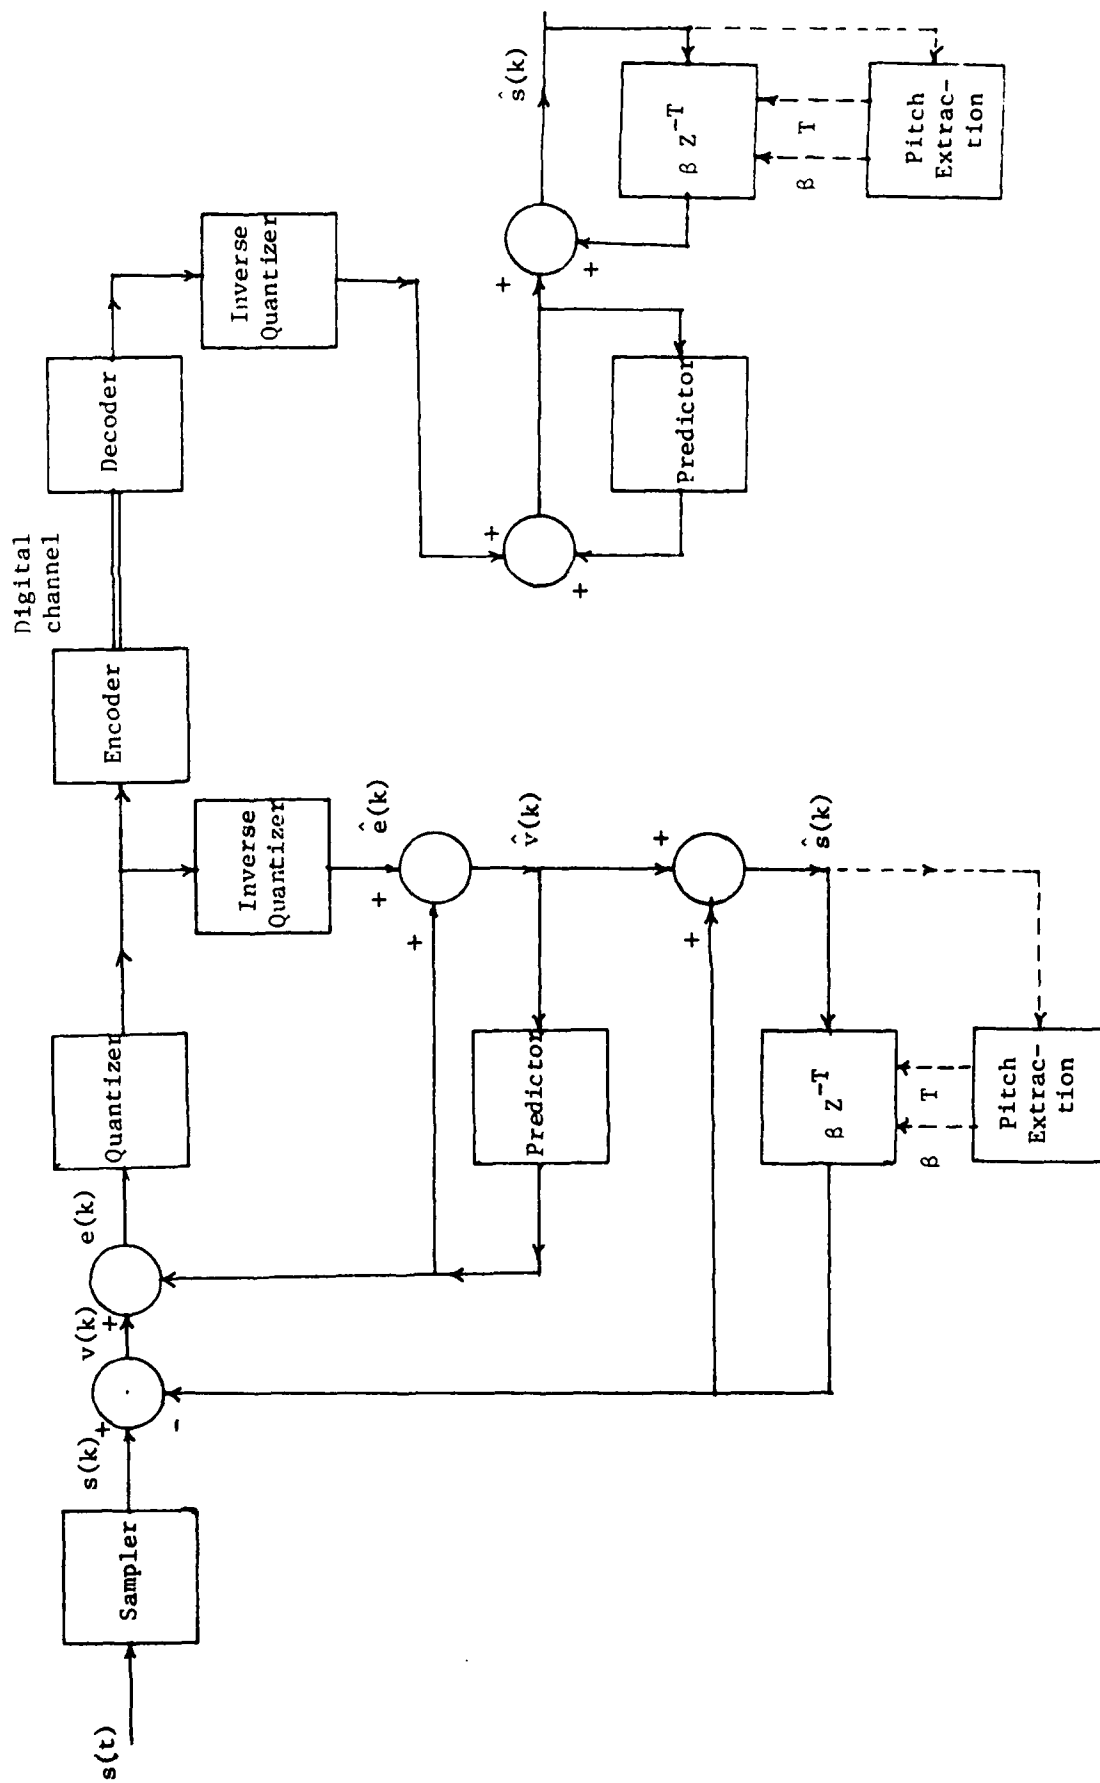 s(t)
Sampler
s(k)
+
-
v(k)
+
e(k)
Quantizer
Encoder
Digital
channel
Decoder
Inverse
Quantizer
Inverse
Quantizer
ê(k)
+
+
v̂(k)
Predictor
+
+
ŝ(k)
β Z⁻ᵀ
β
T
Pitch
Extrac-
tion
+
+
Predictor
+
+
ŝ(k)
β Z⁻ᵀ
β
T
Pitch
Extrac-
tion